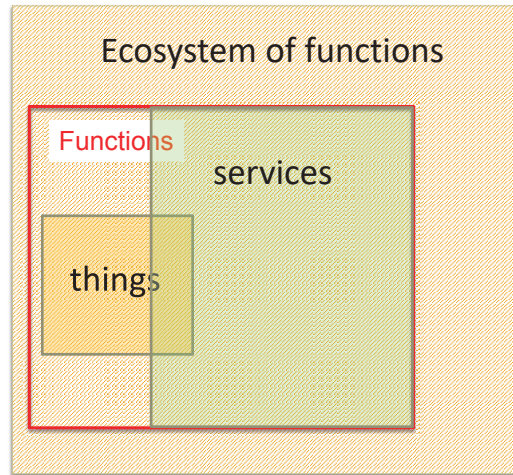 Ecosystem of functions
Functions
services
things